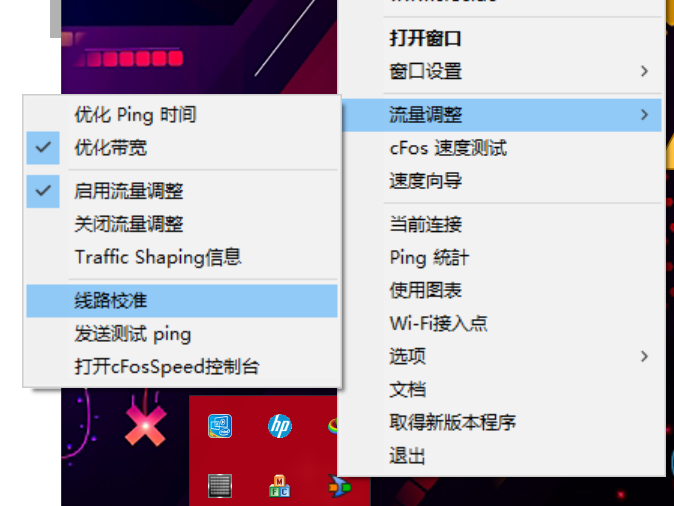 打开窗口
窗口设置
流量调整
cFos 速度测试
速度向导
当前连接
Ping 統計
使用图表
Wi-Fi接入点
选项
文档
取得新版本程序
退出
优化 Ping 时间
优化带宽
启用流量调整
关闭流量调整
Traffic Shaping信息
线路校准
发送测试 ping
打开cFosSpeed控制台
hp
MFC